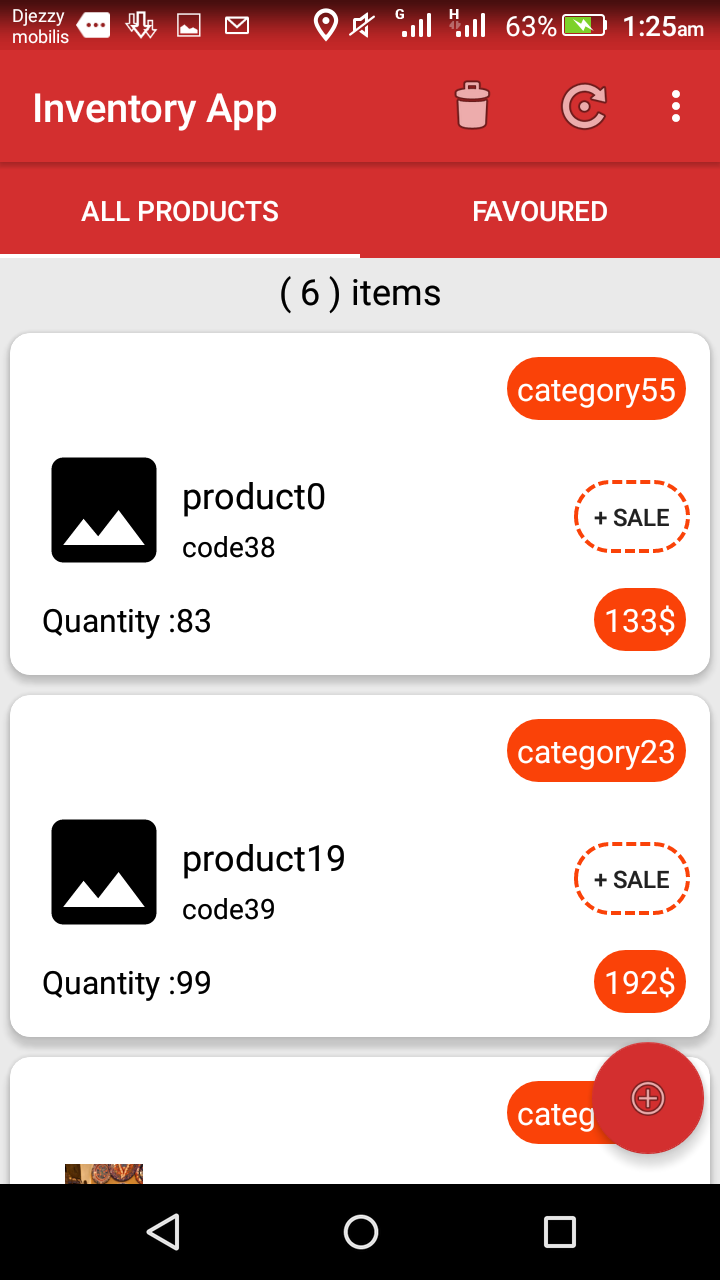 Djezzy
mobilis
G
H
63%
1:25am
Inventory App
ALL PRODUCTS
FAVOURED
( 6 ) items
category55
product0
+ SALE
code38
Quantity :83
133$
category23
product19
+ SALE
code39
Quantity :99
192$
categ